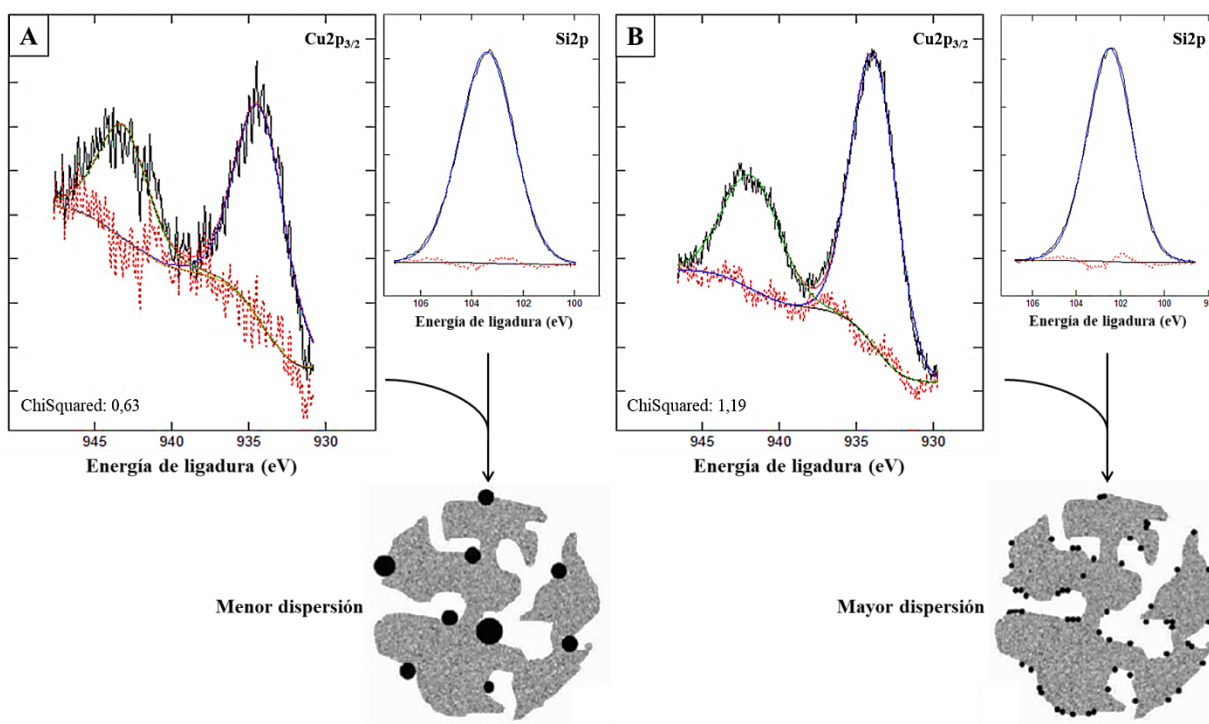 A
Cu2p3/2
Si2p
ChiSquared: 0,63
945 940 935 930
Energía de ligadura (eV)
106 104 102 100
Energía de ligadura (eV)
Menor dispersión
B
Cu2p3/2
Si2p
ChiSquared: 1,19
945 940 935 930
Energía de ligadura (eV)
106 104 102 100
Energía de ligadura (eV)
Mayor dispersión